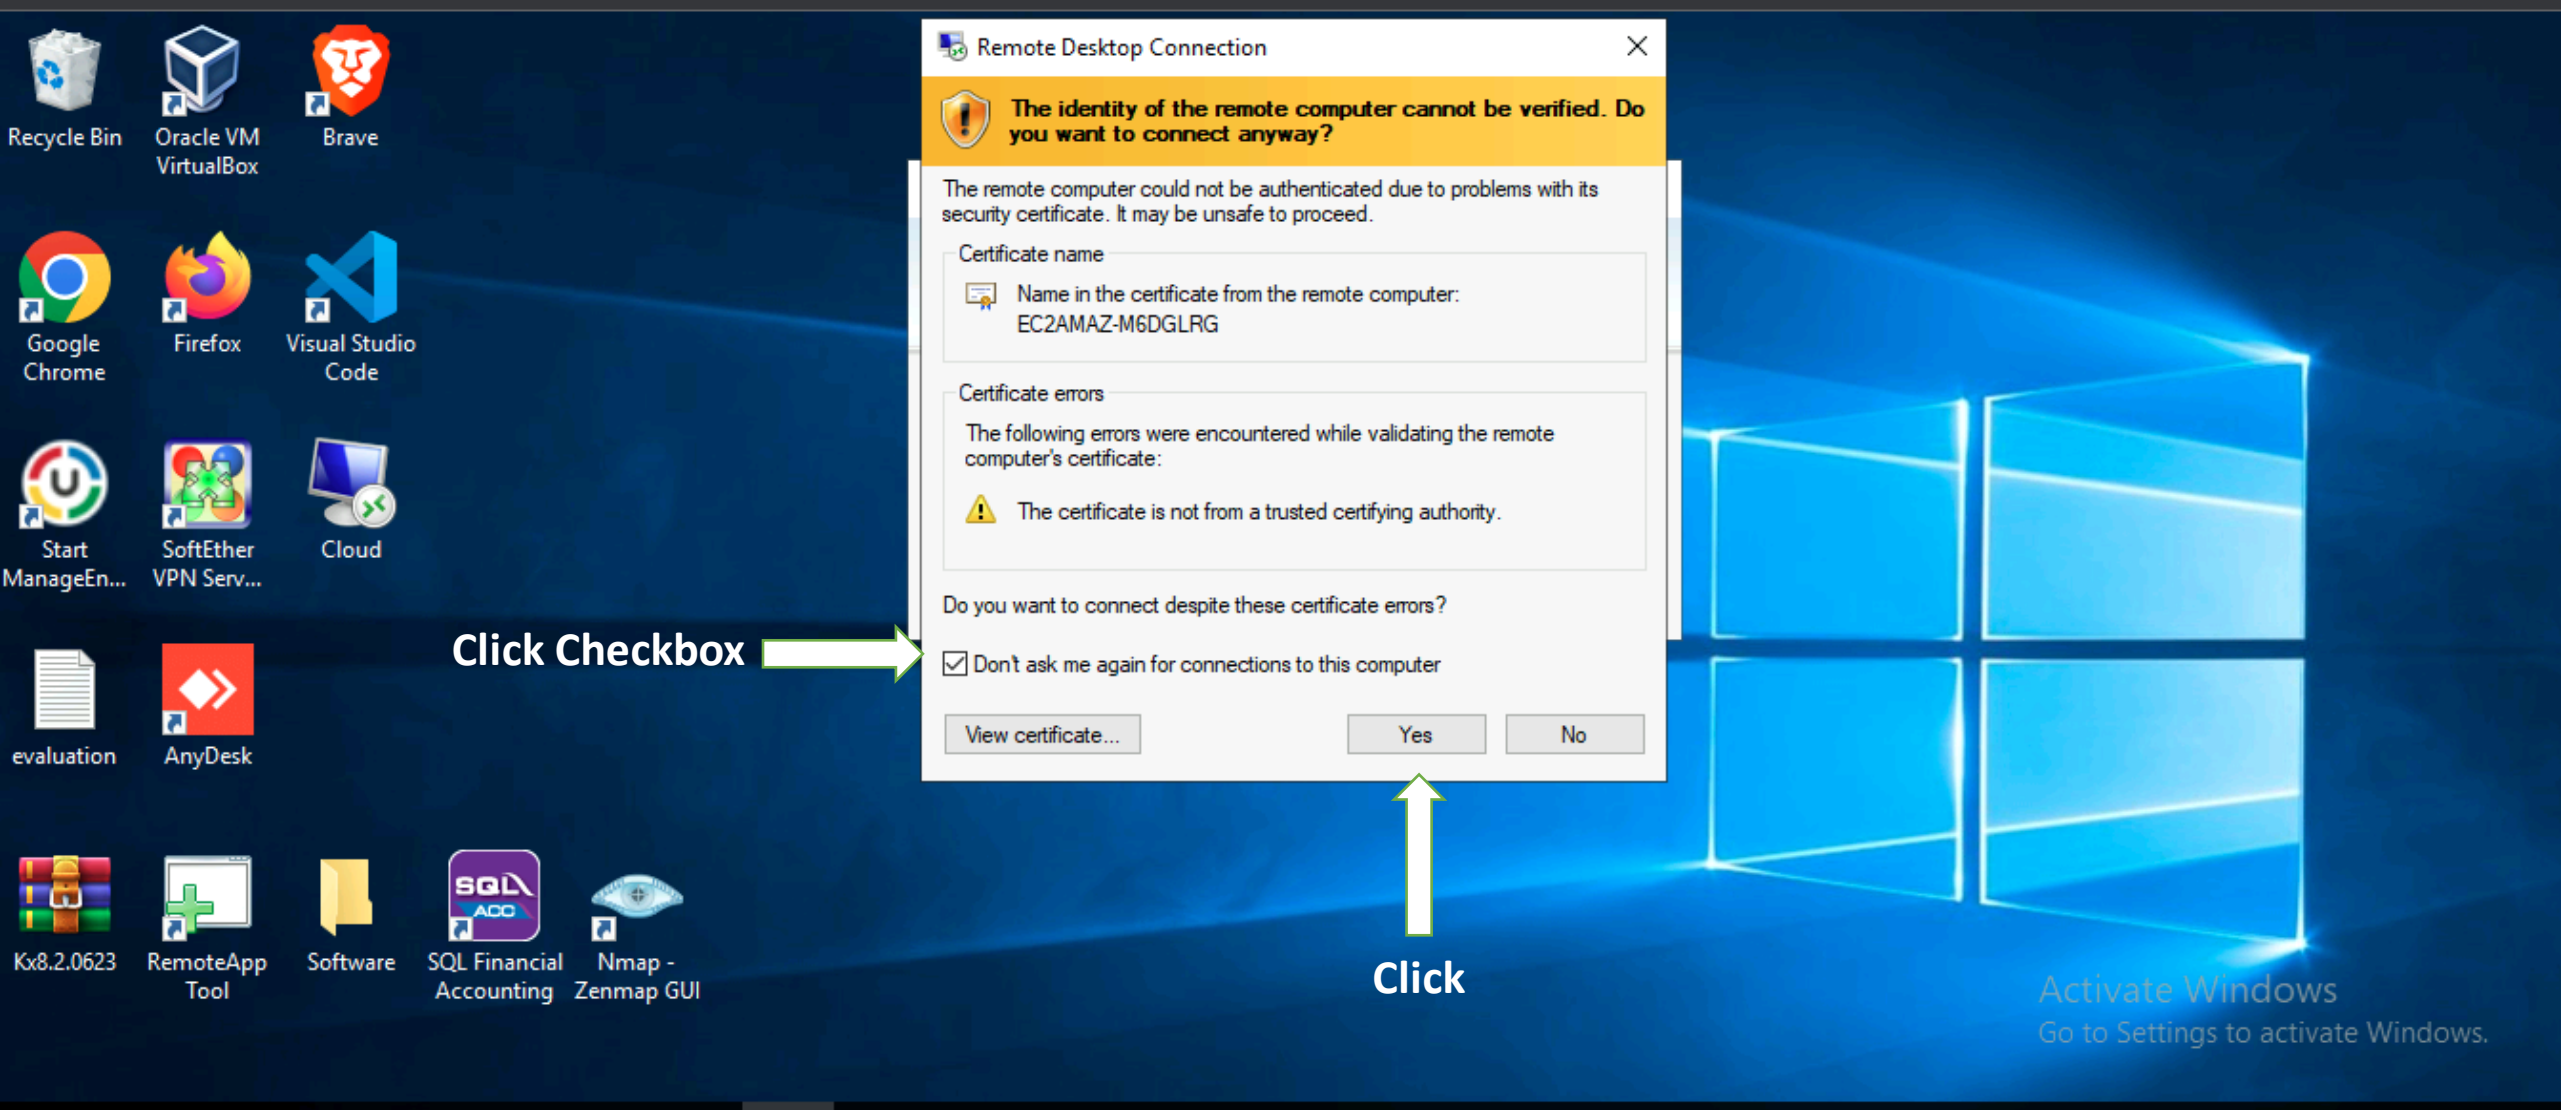 Recycle Bin
Oracle VM
VirtualBox
Brave
Google
Chrome
Firefox
Visual Studio
Code
Start
ManageEn...
SoftEther
VPN Serv...
Cloud
evaluation
AnyDesk
Kx8.2.0623
RemoteApp
Tool
Software
SQL
ACC
SQL Financial
Accounting
Nmap -
Zenmap GUI
Remote Desktop Connection
The identity of the remote computer cannot be verified. Do
you want to connect anyway?
The remote computer could not be authenticated due to problems with its
security certificate. It may be unsafe to proceed.
Certificate name
Name in the certificate from the remote computer:
EC2AMAZ-M6DGLRG
Certificate errors
The following errors were encountered while validating the remote
computer's certificate:
The certificate is not from a trusted certifying authority.
Do you want to connect despite these certificate errors?
Click Checkbox
Don't ask me again for connections to this computer
View certificate...
Yes
No
Click
Activate Windows
Go to Settings to activate Windows.